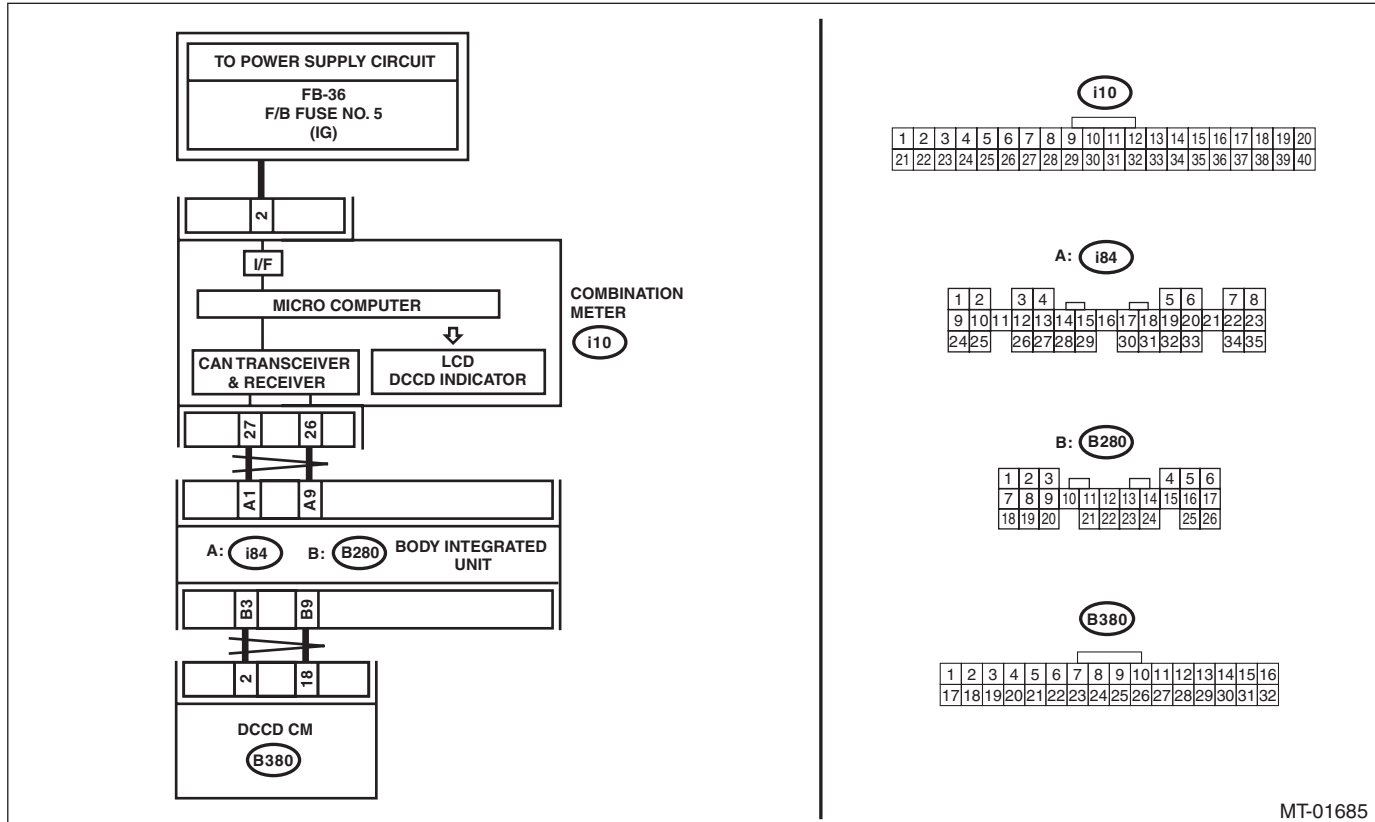 TO POWER SUPPLY CIRCUIT
FB-36
F/B FUSE NO. 5
(IG)
2
I/F
MICRO COMPUTER
CAN TRANSCEIVER
& RECEIVER
LCD
DCCD INDICATOR
COMBINATION
METER
i10
27 26
A1 A9
A: i84 B: B280 BODY INTEGRATED
UNIT
B3 B9
2 18
DCCD CM
B380
i10
1 2 3 4 5 6 7 8 9 10 11 12 13 14 15 16 17 18 19 20
21 22 23 24 25 26 27 28 29 30 31 32 33 34 35 36 37 38 39 40
A: i84
1 2 3 4 5 6 7 8
9 10 11 12 13 14 15 16 17 18 19 20 21 22 23
24 25 26 27 28 29 30 31 32 33 34 35
B: B280
1 2 3 4 5 6
7 8 9 10 11 12 13 14 15 16 17
18 19 20 21 22 23 24 25 26
B380
1 2 3 4 5 6 7 8 9 10 11 12 13 14 15 16
17 18 19 20 21 22 23 24 25 26 27 28 29 30 31 32
MT-01685